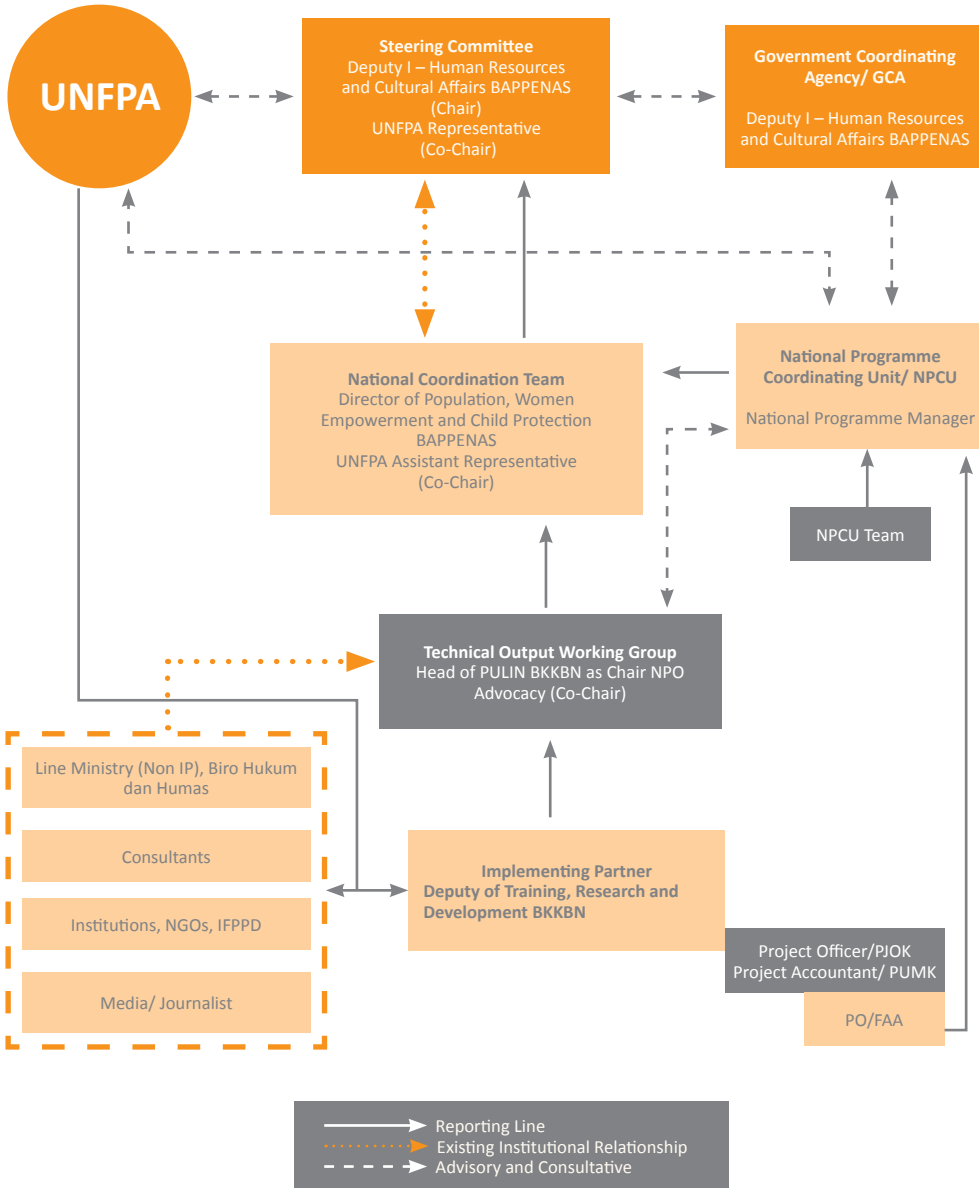 UNFPA
Steering Committee
Deputy I – Human Resources
and Cultural Affairs BAPPENAS
(Chair)
UNFPA Representative
(Co-Chair)
Government Coordinating
Agency/ GCA
Deputy I – Human Resources
and Cultural Affairs BAPPENAS
National Coordination Team
Director of Population, Women
Empowerment and Child Protection
BAPPENAS
UNFPA Assistant Representative
(Co-Chair)
National Programme
Coordinating Unit/ NPCU
National Programme Manager
NPCU Team
Technical Output Working Group
Head of PULIN BKKBN as Chair NPO
Advocacy (Co-Chair)
Line Ministry (Non IP), Biro Hukum
dan Humas
Consultants
Institutions, NGOs, IFPPD
Media/ Journalist
Implementing Partner
Deputy of Training, Research and
Development BKKBN
Project Officer/PJOK
Project Accountant/ PUMK
PO/FAA
Reporting Line
Existing Institutional Relationship
Advisory and Consultative